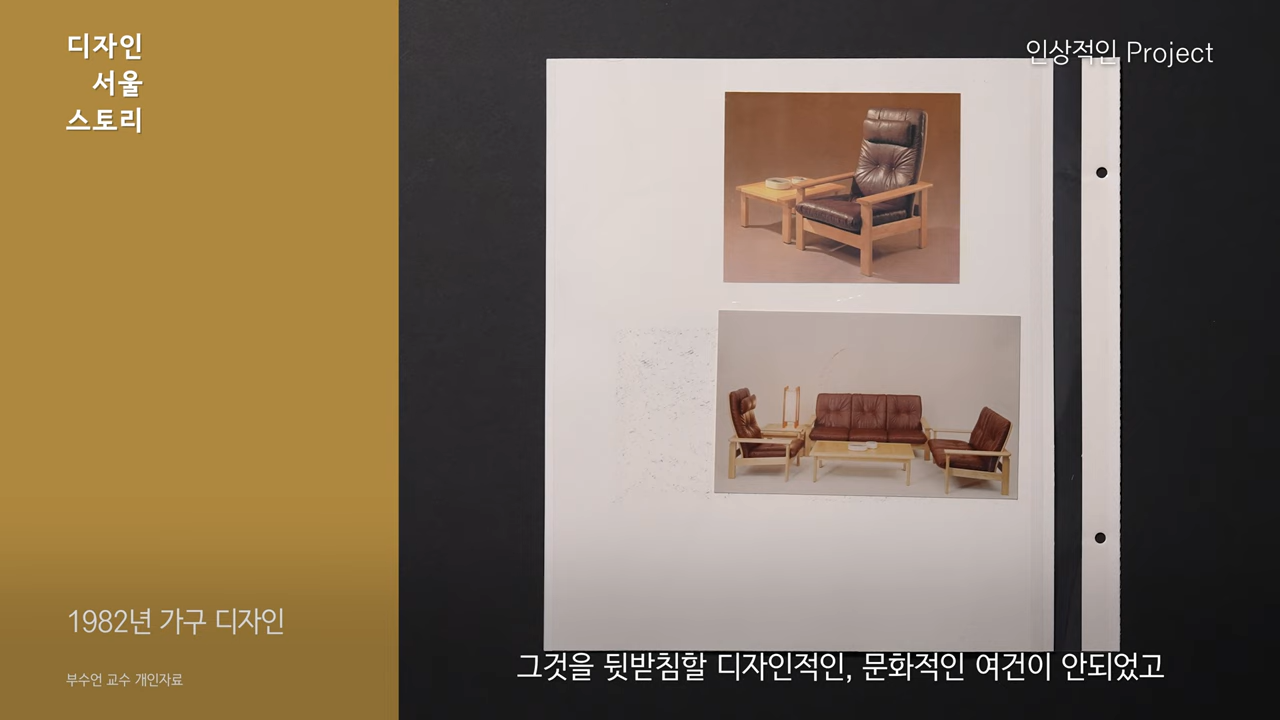 디자인
서울
스토리
인상적인 Project
1982년 가구 디자인
부수언 교수 개인자료
그것을 뒷받침할 디자인적인, 문화적인 여건이 안되었고